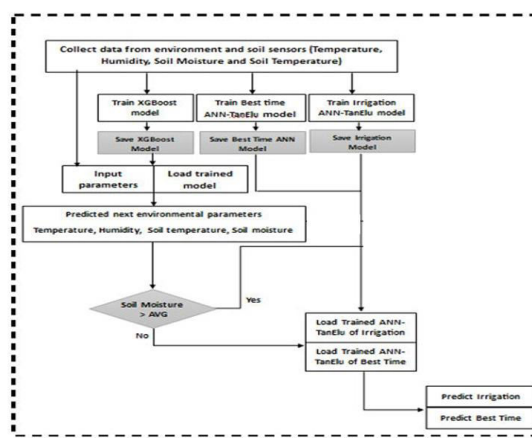 Collect data from environment and soil sensors (Temperature,
Humidity, Soil Moisture and Soil Temperature)
Train XGBoost
model
Train Best time
ANN-TanElu model
Train Irrigation
ANN-TanElu model
Save XGBoost
Model
Save Best Time ANN
Model
Save Irrigation
Model
Input
parameters
Load trained
model
Predicted next environmental parameters
Temperature, Humidity, Soil temperature, Soil moisture
Soil Moisture
> AVG
Yes
No
Load Trained ANN-
TanElu of Irrigation
Load Trained ANN-
TanElu of Best Time
Predict Irrigation
Predict Best Time